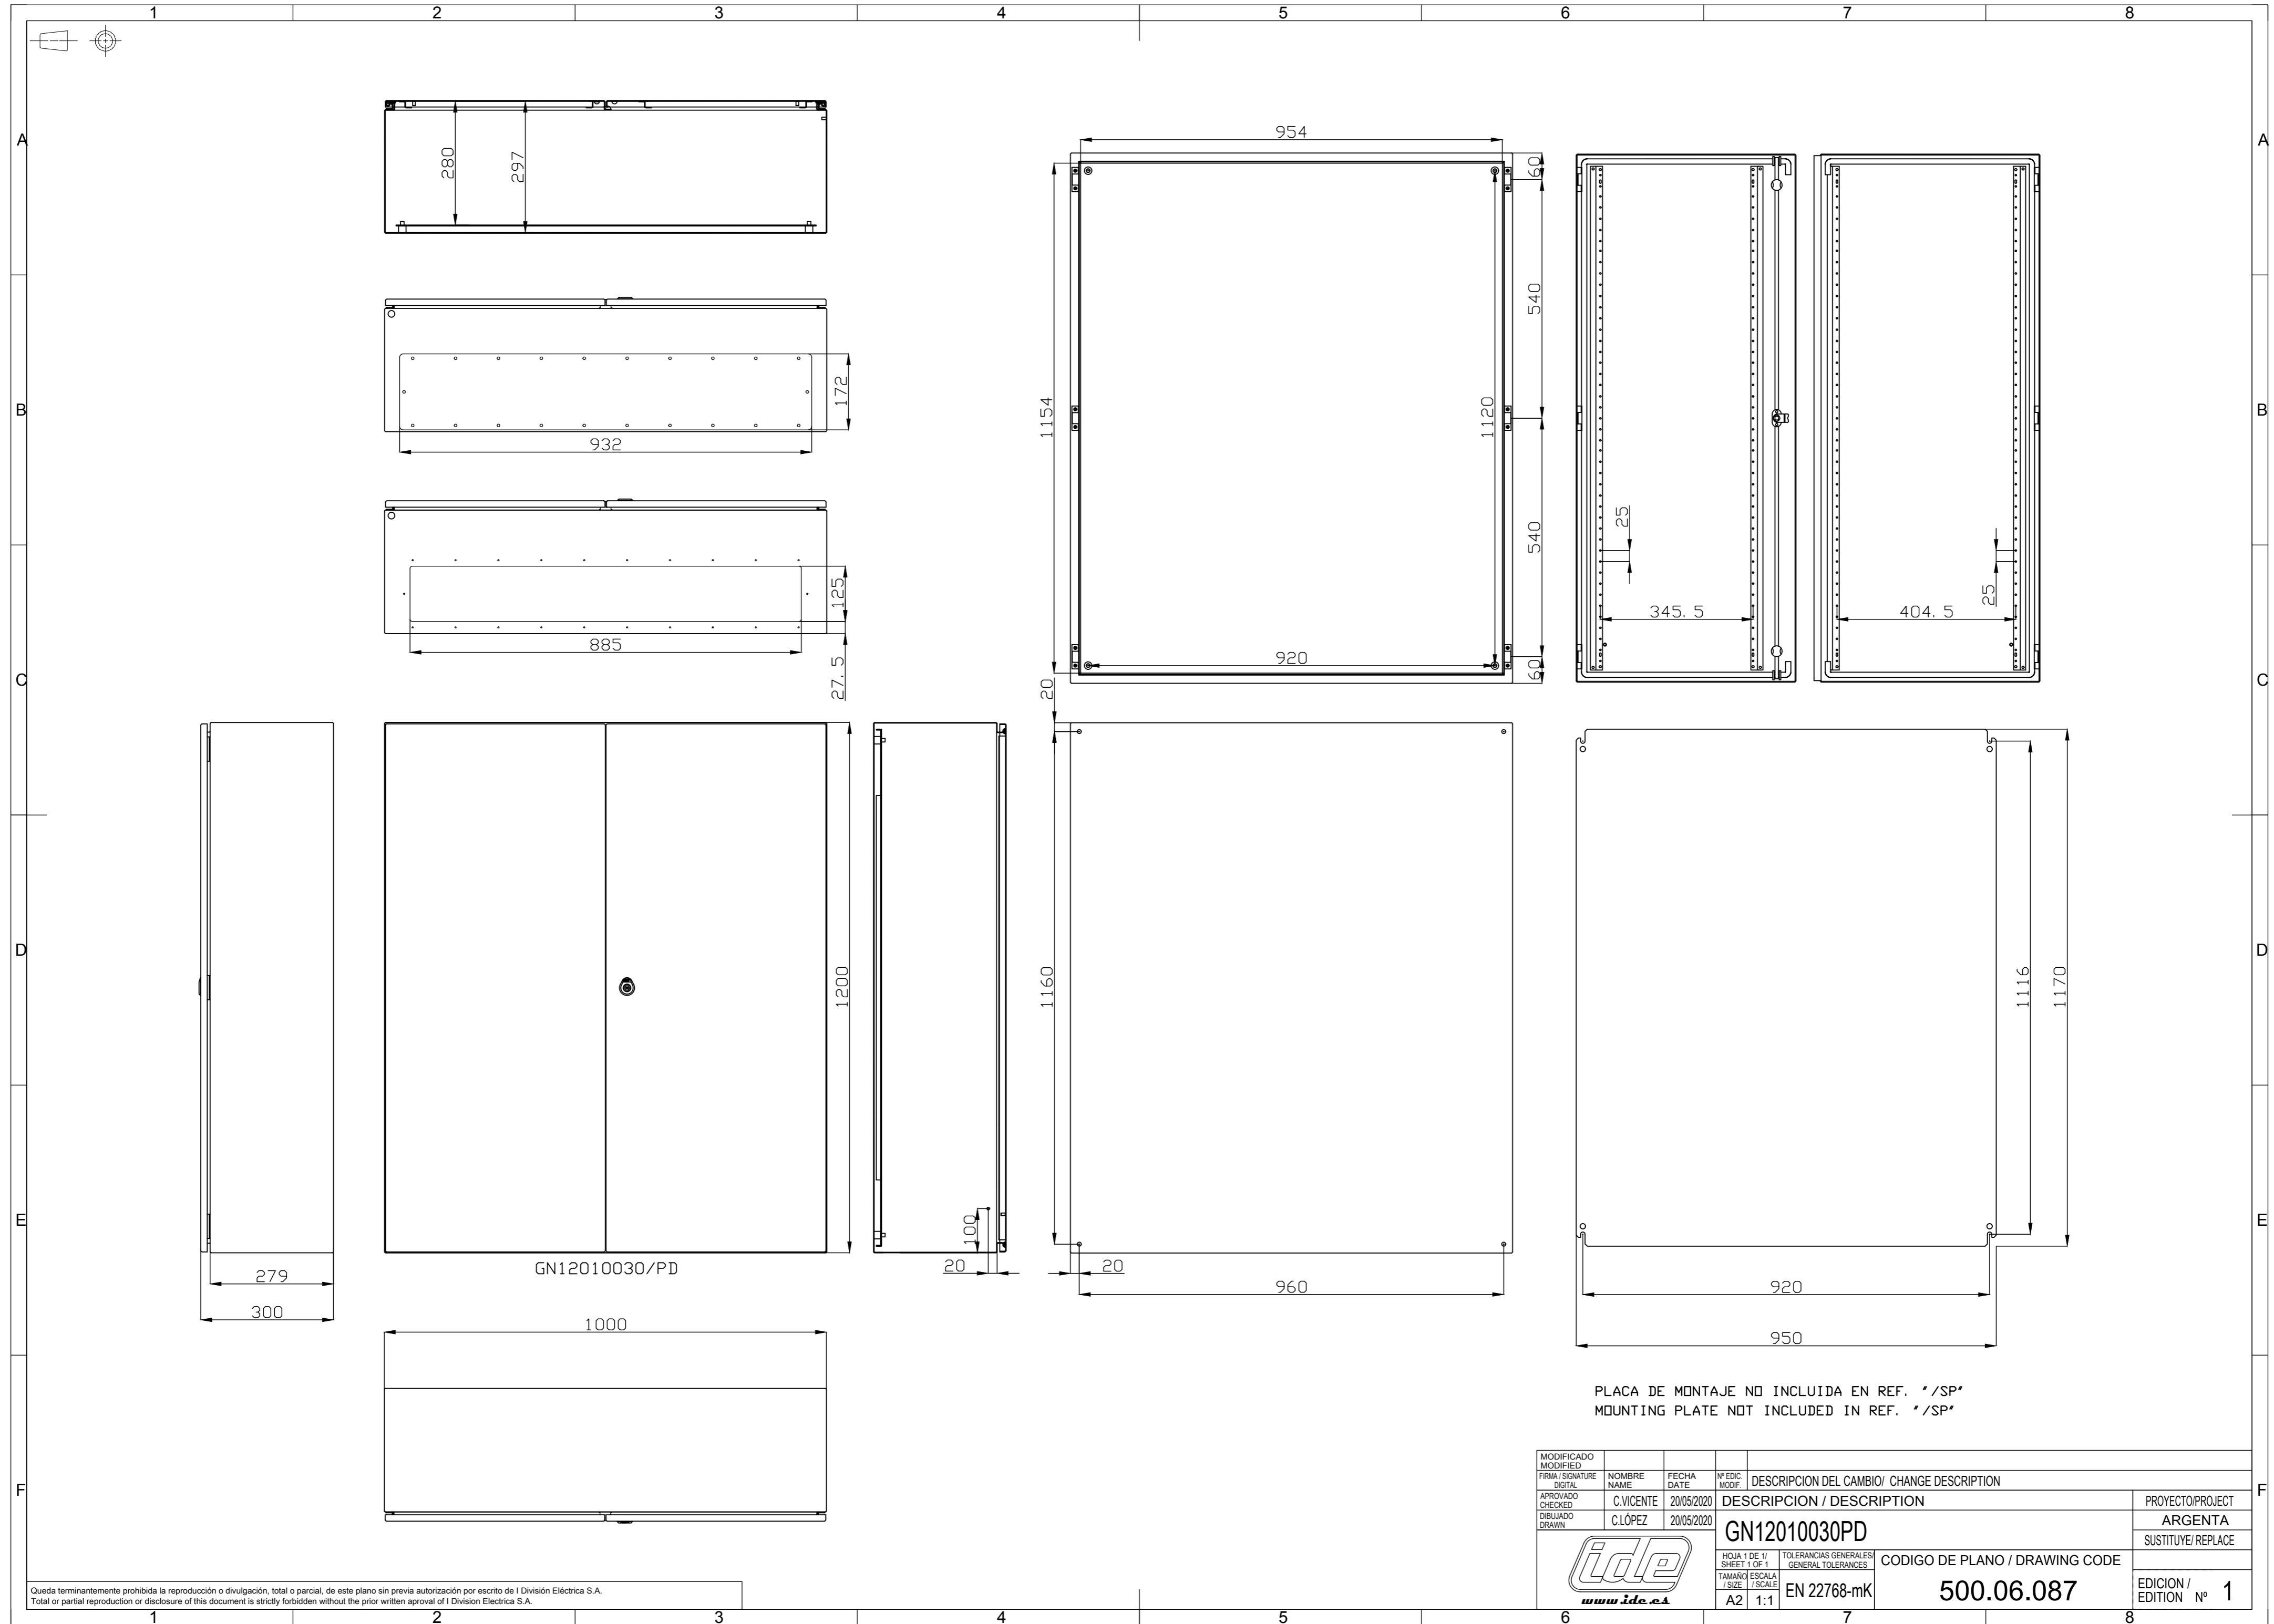 1 2 3 4 5 6 7 8
A A
280
297
954
60
B B
172
932
1154
1120
540
540
25
25
345.5
404.5
125
885
27.5
920
60
C C
20
D D
1200
1160
1116
1170
E E
100
279
300
GN12010030/PD
20
20
960
920
950
1000
PLACA DE MONTAJE NO INCLUIDA EN REF. "/SP"
MOUNTING PLATE NOT INCLUDED IN REF. "/SP"
F F
MODIFICADO
MODIFIED
FIRMA / SIGNATURE
DIGITAL
NOMBRE
NAME
FECHA
DATE
Nº EDIC.
MODIF.
DESCRIPCION DEL CAMBIO/ CHANGE DESCRIPTION
APROVADO
CHECKED
C.VICENTE
20/05/2020
DESCRIPCION / DESCRIPTION
PROYECTO/PROJECT
DIBUJADO
DRAWN
C.LÓPEZ
20/05/2020
GN12010030PD
ARGENTA
SUSTITUYE/ REPLACE
ide
www.ide.es
HOJA 1 DE 1/
SHEET 1 OF 1
TOLERANCIAS GENERALES/
GENERAL TOLERANCES
CODIGO DE PLANO / DRAWING CODE
TAMAÑO
/ SIZE
ESCALA
/ SCALE
A2
1:1
EN 22768-mK
500.06.087
EDICION /
EDITION Nº 1
Queda terminantemente prohibida la reproducción o divulgación, total o parcial, de este plano sin previa autorización por escrito de I División Eléctrica S.A.
Total or partial reproduction or disclosure of this document is strictly forbidden without the prior written aproval of I Division Electrica S.A.
1 2 3 4 5 6 7 8